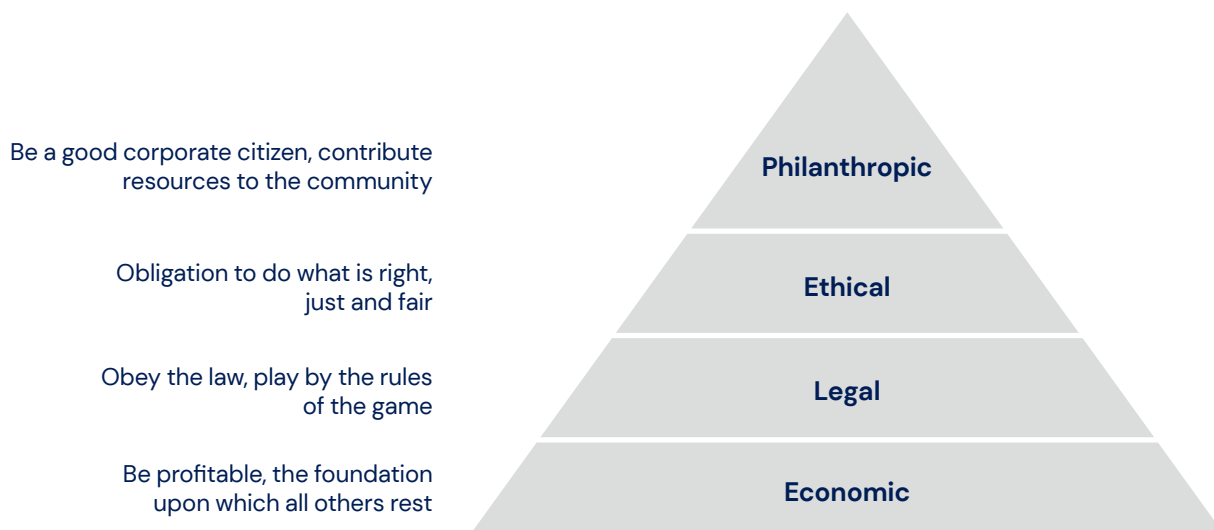 Be a good corporate citizen, contribute
resources to the community
Philanthropic
Obligation to do what is right,
just and fair
Ethical
Obey the law, play by the rules
of the game
Legal
Be profitable, the foundation
upon which all others rest
Economic